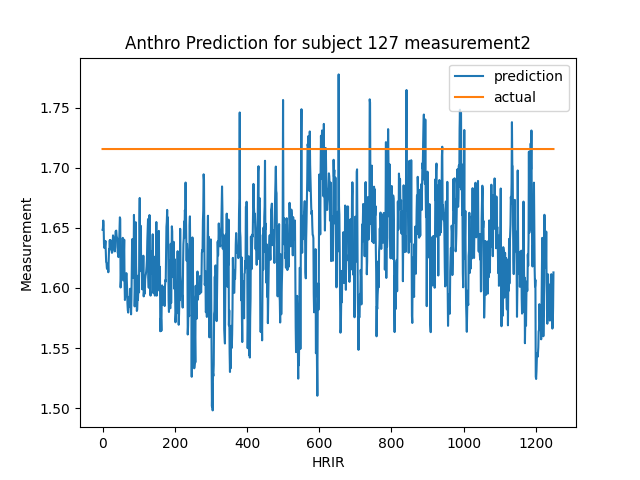 Anthro Prediction for subject 127 measurement2
prediction
actual
Measurement
1.75
1.70
1.65
1.60
1.55
1.50
0 200 400 600 800 1000 1200
HRIR